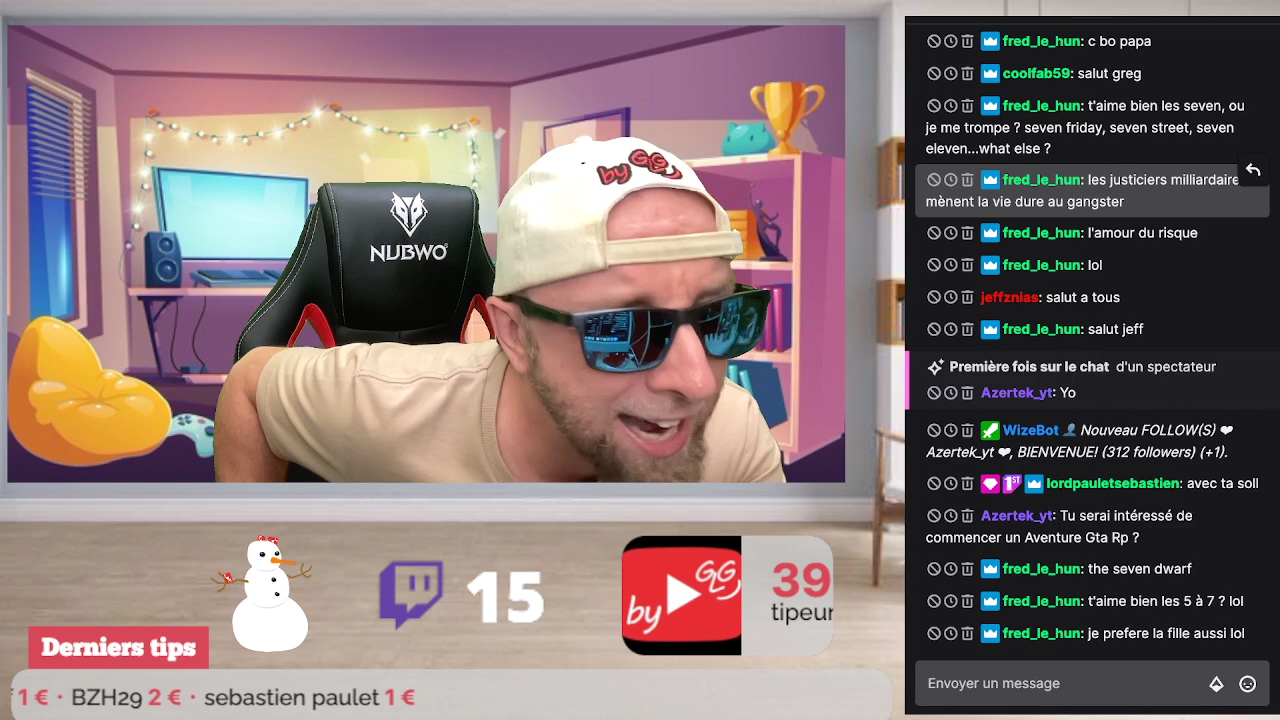 by GG
NUBWO
15
by GG
39
tipeur
Derniers tips
1 € · BZH29 2 € · sebastien paulet 1 €
fred_le_hun: c bo papa
coolfab59: salut greg
fred_le_hun: t'aime bien les seven, ou
je me trompe ? seven friday, seven street, seven
eleven...what else ?
fred_le_hun: les justiciers milliardaire
mènent la vie dure au gangster
fred_le_hun: l'amour du risque
fred_le_hun: lol
jeffznias: salut a tous
fred_le_hun: salut jeff
Première fois sur le chat d'un spectateur
Azertek_yt: Yo
WizeBot 👤 Nouveau FOLLOW(S) ❤
Azertek_yt ❤, BIENVENUE! (312 followers) (+1).
1ST lordpauletsebastien: avec ta soll
Azertek_yt: Tu serai intéressé de
commencer un Aventure Gta Rp ?
fred_le_hun: the seven dwarf
fred_le_hun: t'aime bien les 5 à 7 ? lol
fred_le_hun: je prefere la fille aussi lol
Envoyer un message